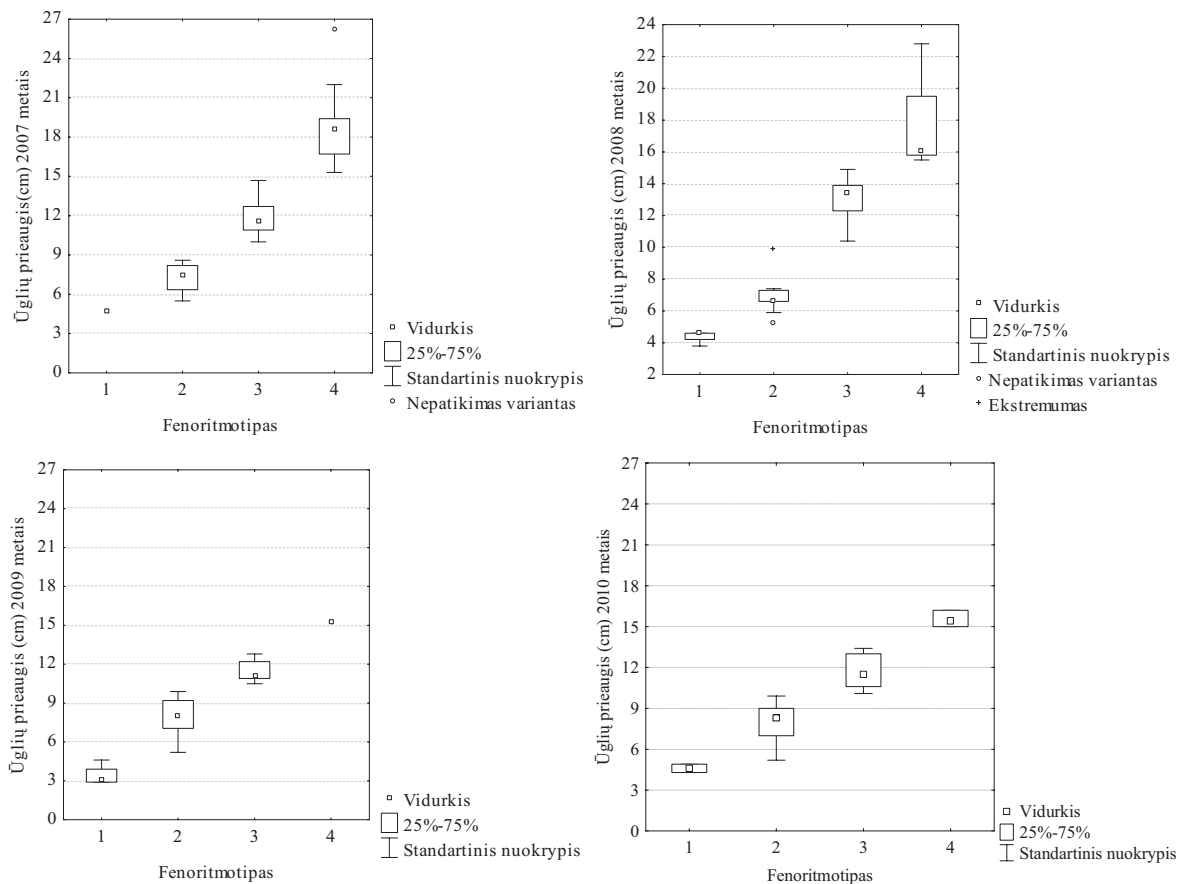 Ūglių prieaugis(cm) 2007 metais
27
24
21
18
15
12
9
6
3
0
1 2 3 4
Fenoritmotipas
Vidurkis
25%-75%
Standartinis nuokrypis
Nepatikimas variantas
Ūglių prieaugis (cm) 2008 metais
24
22
20
18
16
14
12
10
8
6
4
2
1 2 3 4
Fenoritmotipas
Vidurkis
25%-75%
Standartinis nuokrypis
Nepatikimas variantas
Ekstremumas
Ūglių prieaugis (cm) 2009 metais
27
24
21
18
15
12
9
6
3
0
1 2 3 4
Fenoritmotipas
Vidurkis
25%-75%
Standartinis nuokrypis
Ūglių prieaugis (cm) 2010 metais
27
24
21
18
15
12
9
6
3
0
1 2 3 4
Fenoritmotipas
Vidurkis
25%-75%
Standartinis nuokrypis